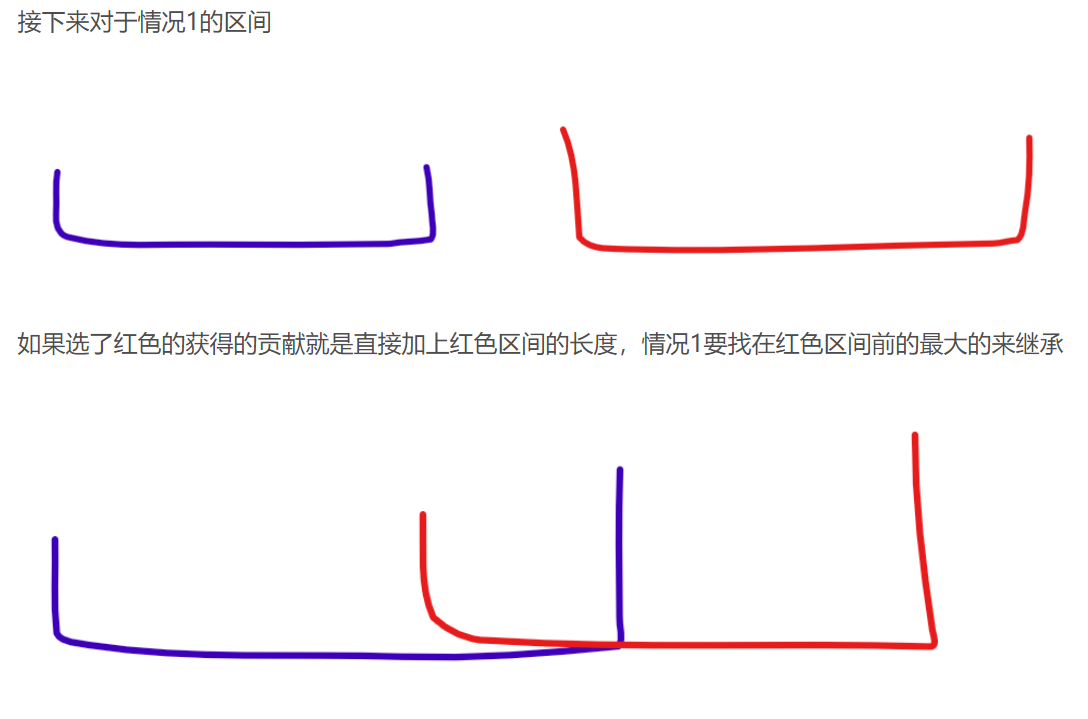 接下来对于情况1的区间
如果选了红色的获得的贡献就是直接加上红色区间的长度，情况1要找在红色区间前的最大的来继承